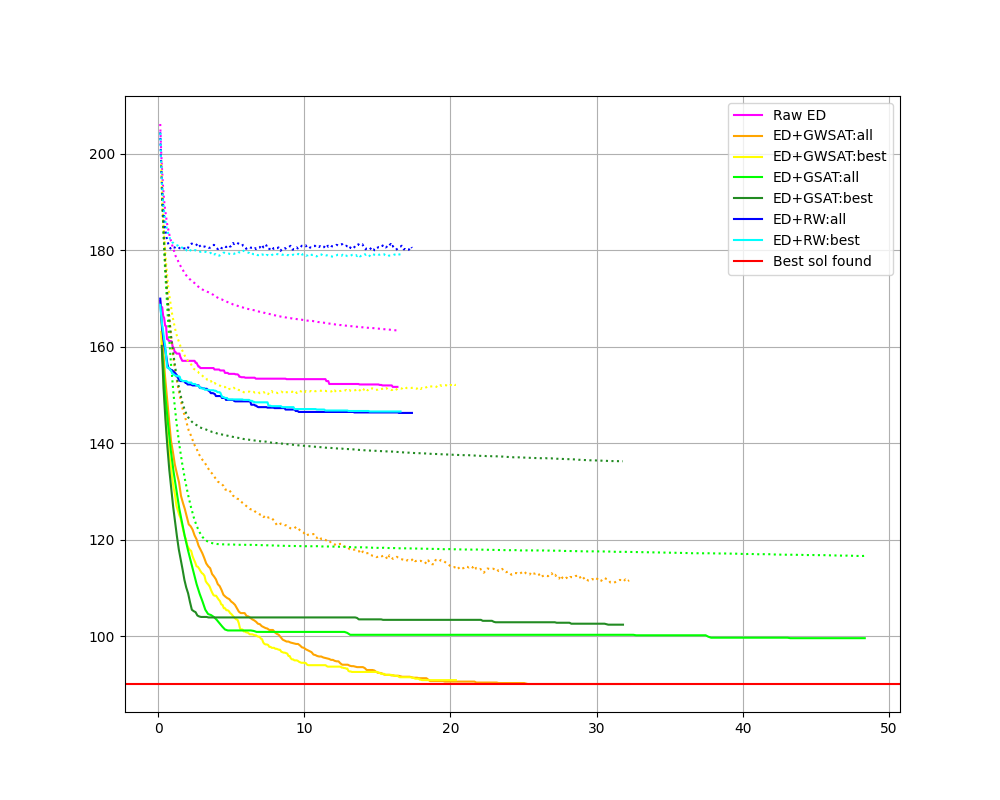 200
180
160
140
120
100
0 10 20 30 40 50
Raw ED
ED+GWSAT:all
ED+GWSAT:best
ED+GSAT:all
ED+GSAT:best
ED+RW:all
ED+RW:best
Best sol found